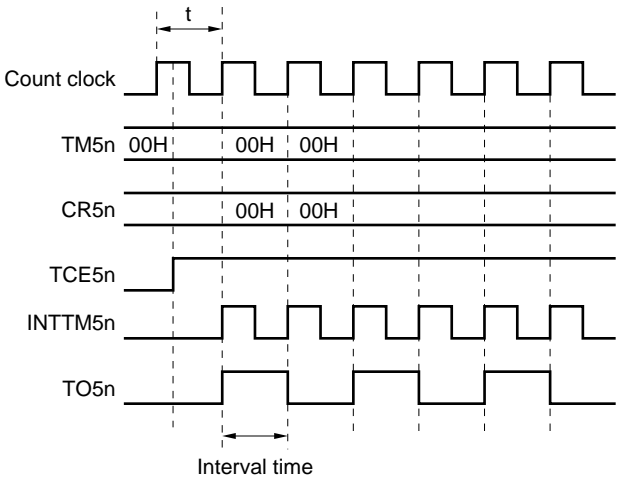 t
Count clock
TM5n 00H 00H 00H
CR5n 00H 00H
TCE5n
INTTM5n
TO5n
Interval time